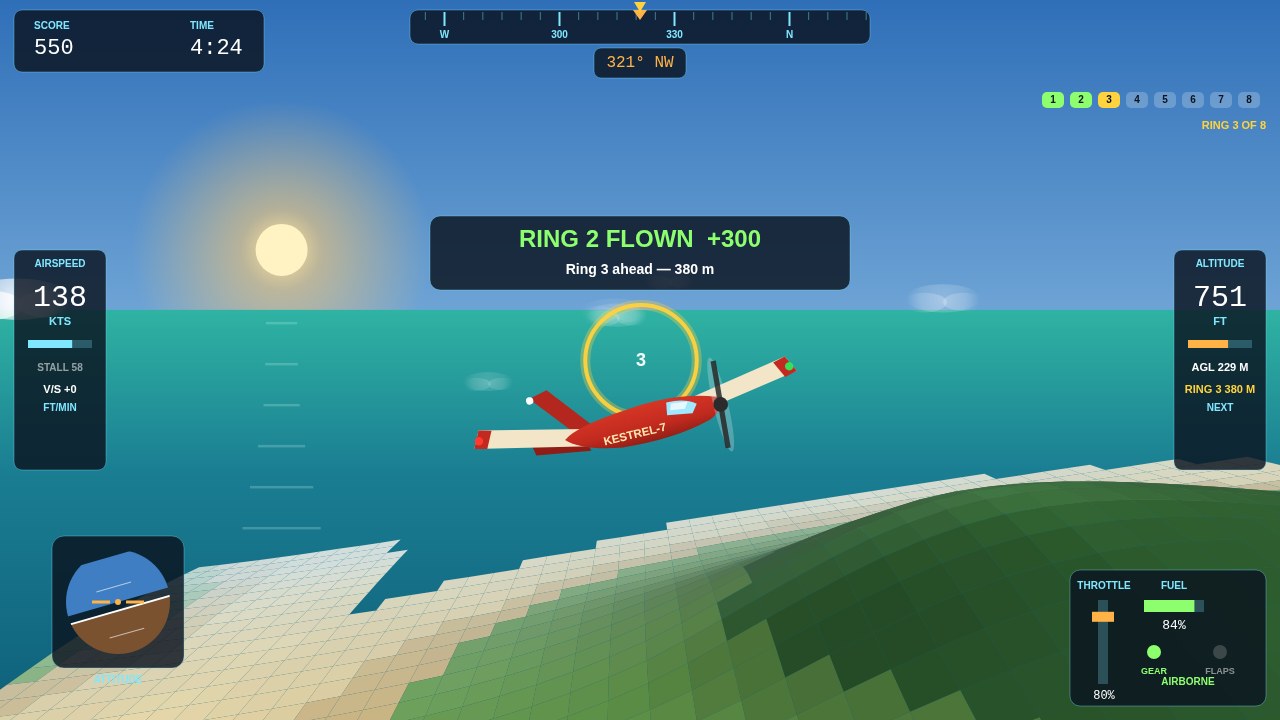 SCORE
550
TIME
4:24
W 300 330 N
321° NW
1 2 3 4 5 6 7 8
RING 3 OF 8
RING 2 FLOWN +300
Ring 3 ahead — 380 m
AIRSPEED
138
KTS
STALL 58
V/S +0
FT/MIN
ALTITUDE
751
FT
AGL 229 M
RING 3 380 M
NEXT
3
KESTREL-7
ATTITUDE
THROTTLE
80%
FUEL
84%
GEAR
FLAPS
AIRBORNE